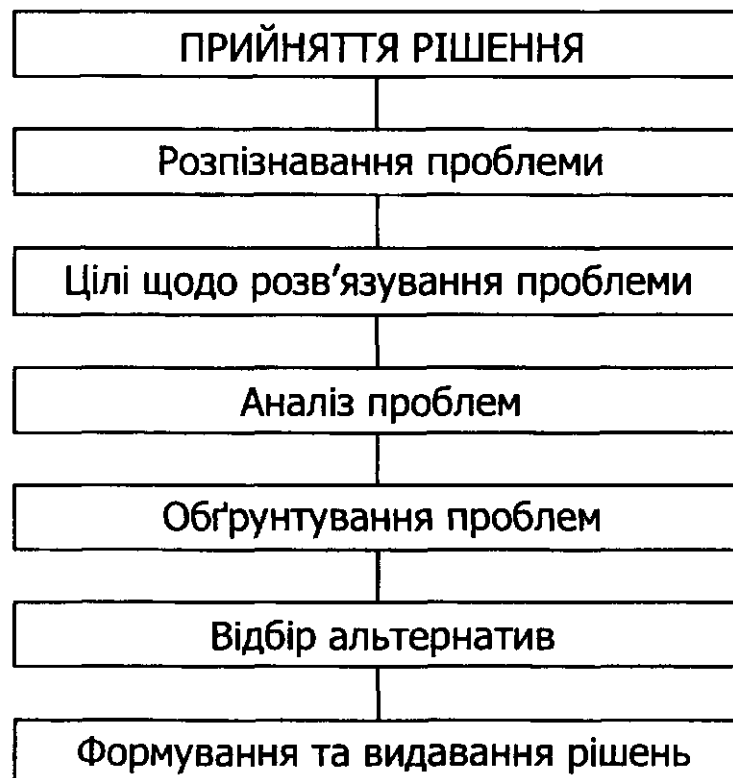 ПРИЙНЯТТЯ РІШЕННЯ
Розпізнавання проблеми
Цілі щодо розв'язування проблеми
Аналіз проблем
Обґрунтування проблем
Відбір альтернатив
Формування та видавання рішень